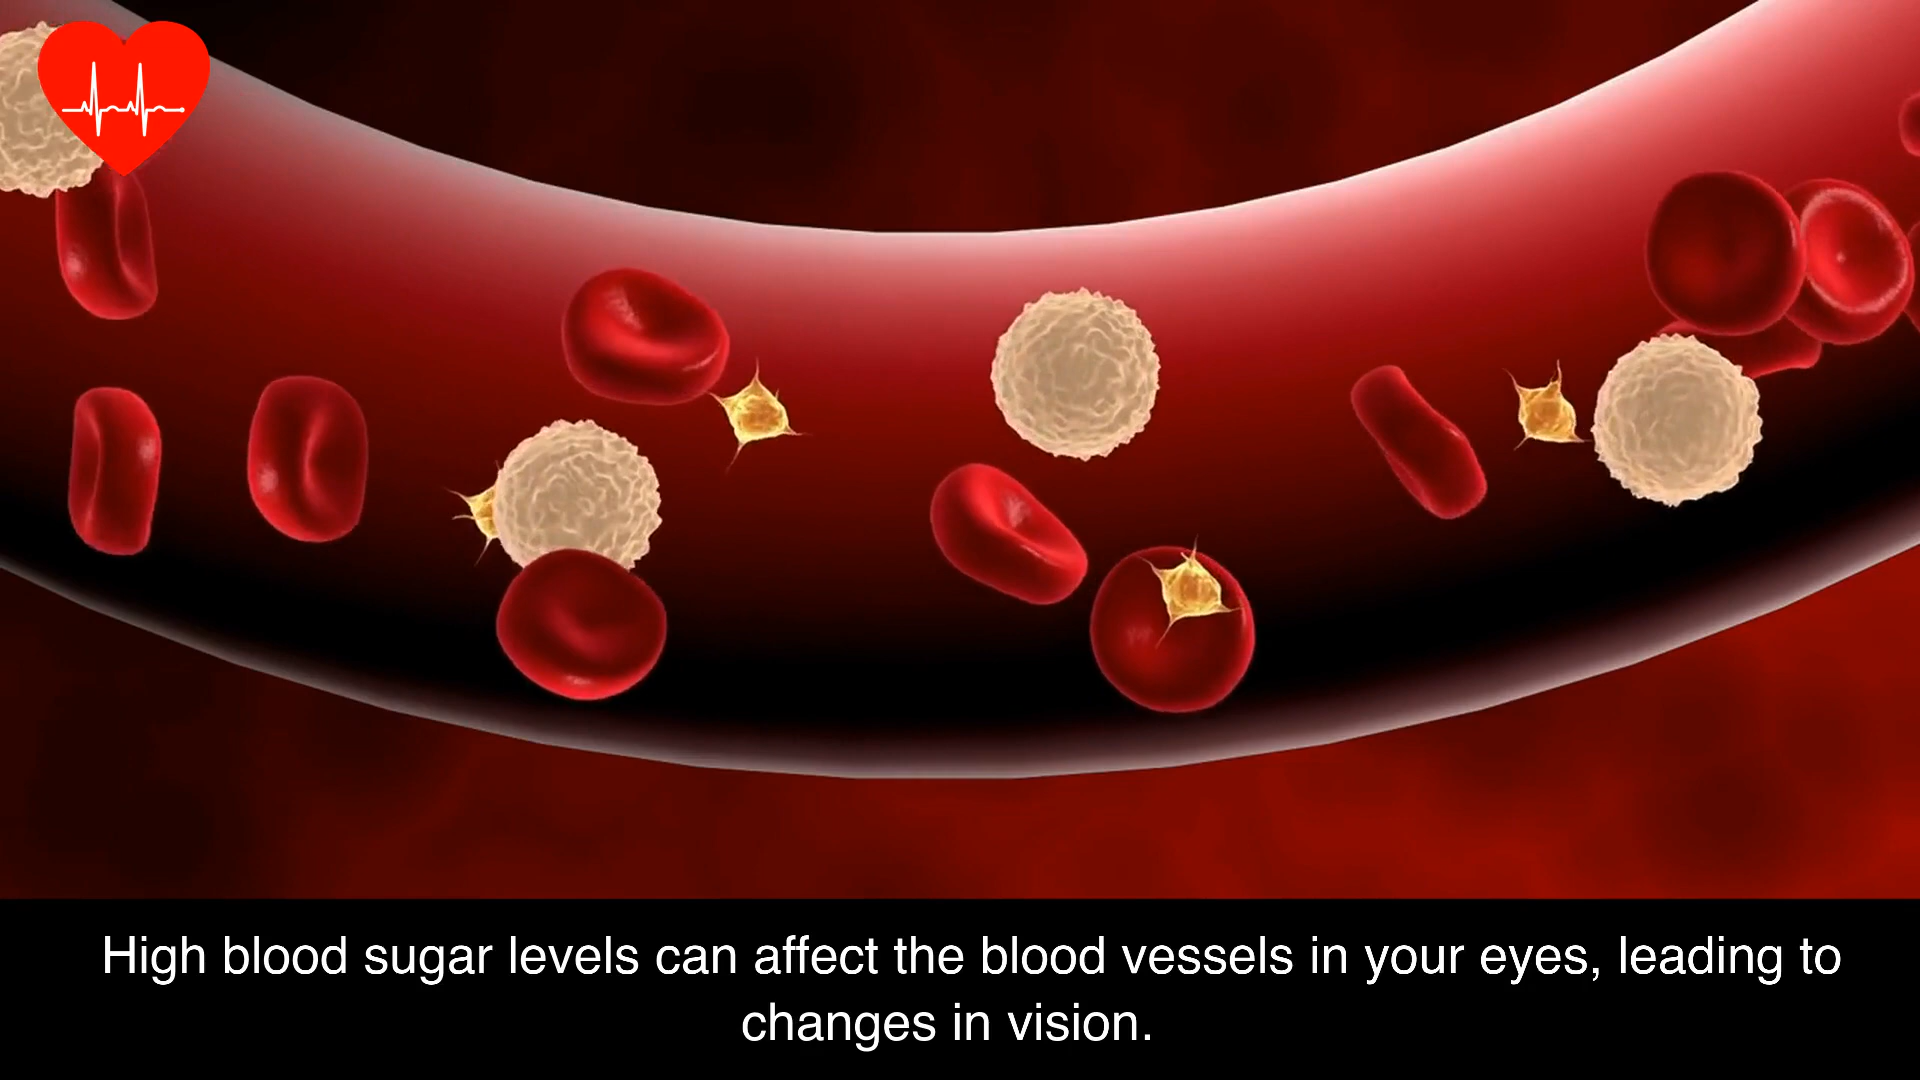 High blood sugar levels can affect the blood vessels in your eyes, leading to
changes in vision.